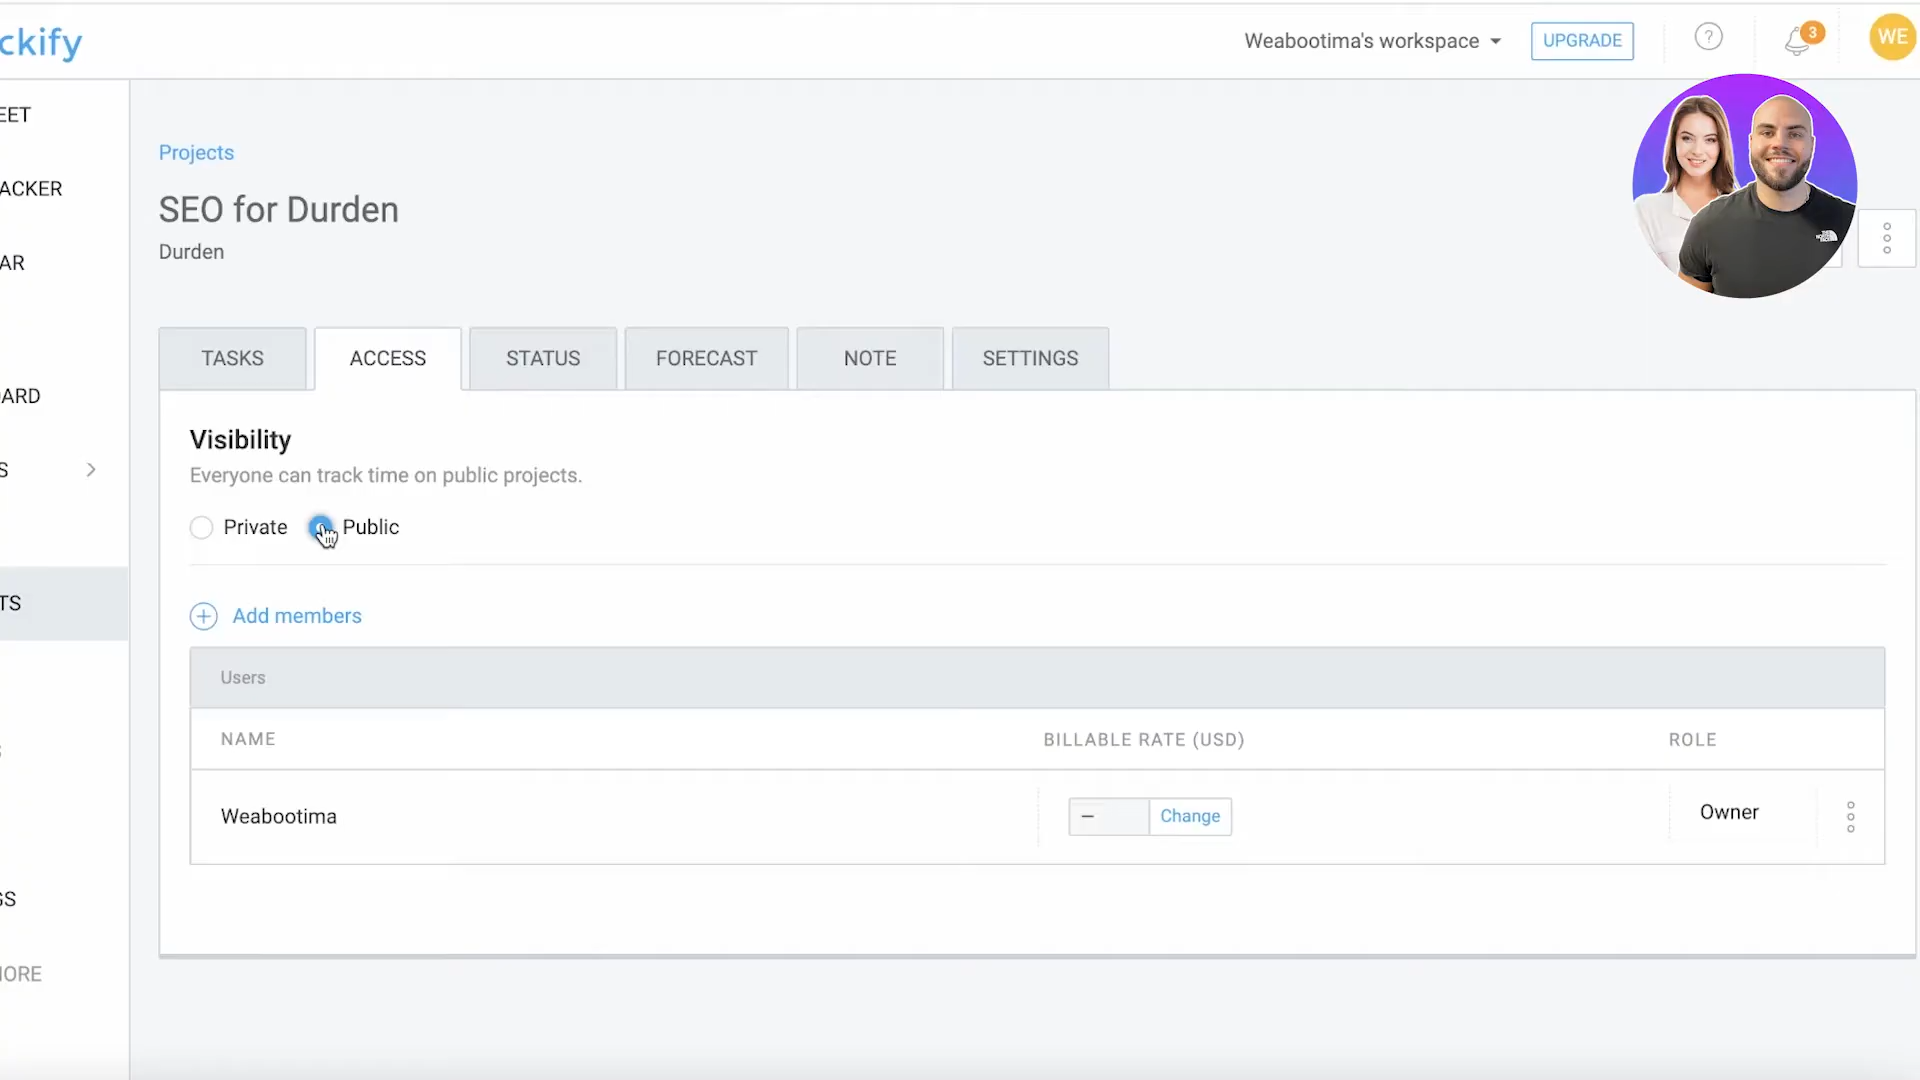 ckify
Weabootima's workspace
UPGRADE
?
3
WE
EET
ACKER
AR
ARD
S
TS
GS
MORE
Projects
SEO for Durden
Durden
TASKS
ACCESS
STATUS
FORECAST
NOTE
SETTINGS
Visibility
Everyone can track time on public projects.
Private
Public
Add members
Users
NAME
BILLABLE RATE (USD)
ROLE
Weabootima
–
Change
Owner